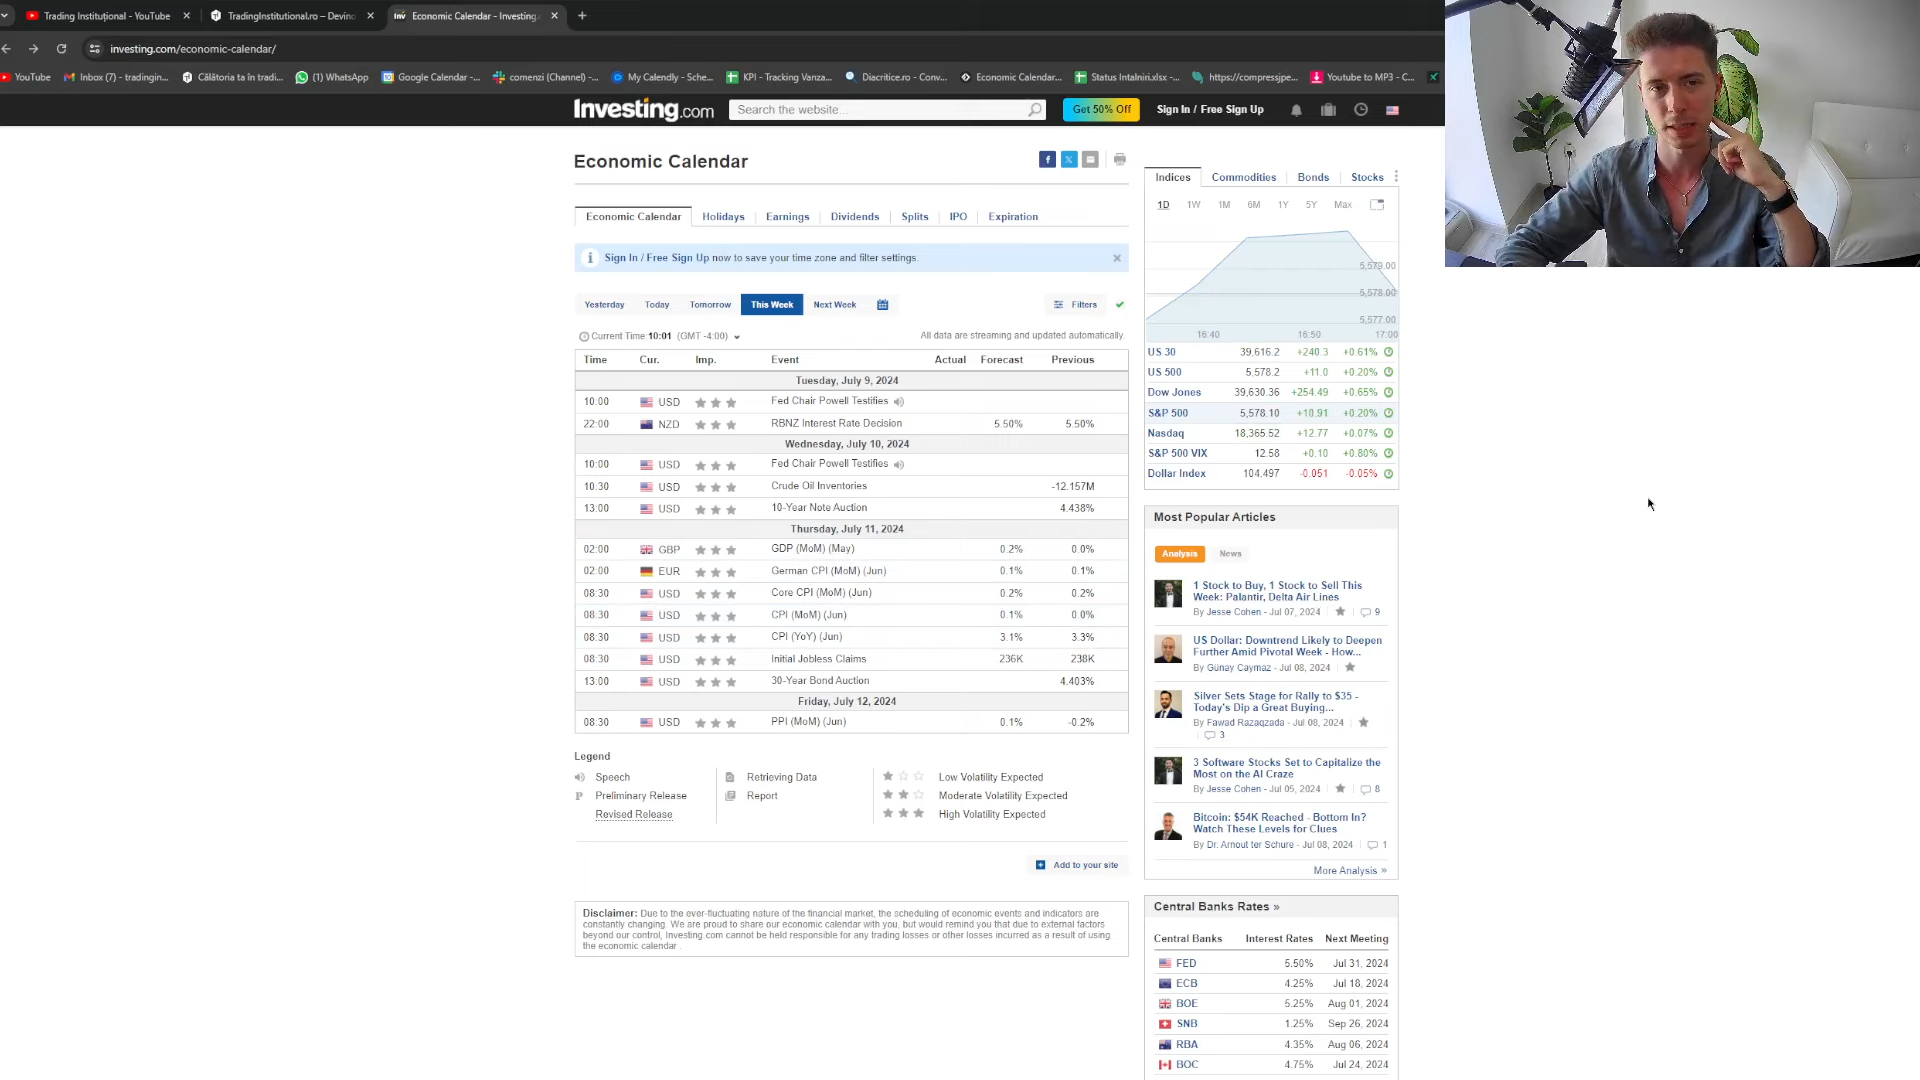 Trading Instituțional - YouTube
TradingInstitutional.ro – Devino
Economic Calendar - Investing.
investing.com/economic-calendar/
YouTube
Inbox (7) - tradingin...
Călătoria ta în tradi...
(1) WhatsApp
Google Calendar -...
comenzi (Channel) -...
My Calendly - Sche...
KPI - Tracking Vanza...
Diacritice.ro - Conv...
Economic Calendar...
Status Intalniri.xlsx -...
https://compressjpe...
Youtube to MP3 - C...
Investing.com
Search the website...
Get 50% Off
Sign In / Free Sign Up
Economic Calendar
Economic Calendar Holidays Earnings Dividends Splits IPO Expiration
Sign In / Free Sign Up now to save your time zone and filter settings.
Yesterday Today Tomorrow This Week Next Week Filters
Current Time: 10:01 (GMT -4:00)
All data are streaming and updated automatically.
Time Cur. Imp. Event Actual Forecast Previous
Tuesday, July 9, 2024
10:00 USD Fed Chair Powell Testifies
22:00 NZD RBNZ Interest Rate Decision 5.50% 5.50%
Wednesday, July 10, 2024
10:00 USD Fed Chair Powell Testifies
10:30 USD Crude Oil Inventories -12.157M
13:00 USD 10-Year Note Auction 4.438%
Thursday, July 11, 2024
02:00 GBP GDP (MoM) (May) 0.2% 0.0%
02:00 EUR German CPI (MoM) (Jun) 0.1% 0.1%
08:30 USD Core CPI (MoM) (Jun) 0.2% 0.2%
08:30 USD CPI (MoM) (Jun) 0.1% 0.0%
08:30 USD CPI (YoY) (Jun) 3.1% 3.3%
08:30 USD Initial Jobless Claims 236K 238K
13:00 USD 30-Year Bond Auction 4.403%
Friday, July 12, 2024
08:30 USD PPI (MoM) (Jun) 0.1% -0.2%
Legend
Speech Retrieving Data Low Volatility Expected
P Preliminary Release Report Moderate Volatility Expected
Revised Release High Volatility Expected
Add to your site
Disclaimer: Due to the ever-fluctuating nature of the financial market, the scheduling of economic events and indicators are
constantly changing. We are proud to share our economic calendar with you, but would remind you that due to external factors
beyond our control, Investing.com cannot be held responsible for any trading losses or other losses incurred as a result of using
the economic calendar .
Indices Commodities Bonds Stocks
1D 1W 1M 6M 1Y 5Y Max
5,579.00
5,578.00
5,577.00
16:40 16:50 17:00
US 30 39,616.2 +240.3 +0.61%
US 500 5,578.2 +11.0 +0.20%
Dow Jones 39,630.36 +254.49 +0.65%
S&P 500 5,578.10 +10.91 +0.20%
Nasdaq 18,365.52 +12.77 +0.07%
S&P 500 VIX 12.58 +0.10 +0.80%
Dollar Index 104.497 -0.051 -0.05%
Most Popular Articles
Analysis News
1 Stock to Buy, 1 Stock to Sell This
Week: Palantir, Delta Air Lines
By Jesse Cohen - Jul 07, 2024 9
US Dollar: Downtrend Likely to Deepen
Further Amid Pivotal Week - How...
By Günay Caymaz - Jul 08, 2024
Silver Sets Stage for Rally to $35 -
Today's Dip a Great Buying...
By Fawad Razaqzada - Jul 08, 2024
3
3 Software Stocks Set to Capitalize the
Most on the AI Craze
By Jesse Cohen - Jul 05, 2024 8
Bitcoin: $54K Reached - Bottom In?
Watch These Levels for Clues
By Dr. Arnout ter Schure - Jul 08, 2024 1
More Analysis »
Central Banks Rates »
Central Banks Interest Rates Next Meeting
FED 5.50% Jul 31, 2024
ECB 4.25% Jul 18, 2024
BOE 5.25% Aug 01, 2024
SNB 1.25% Sep 26, 2024
RBA 4.35% Aug 06, 2024
BOC 4.75% Jul 24, 2024